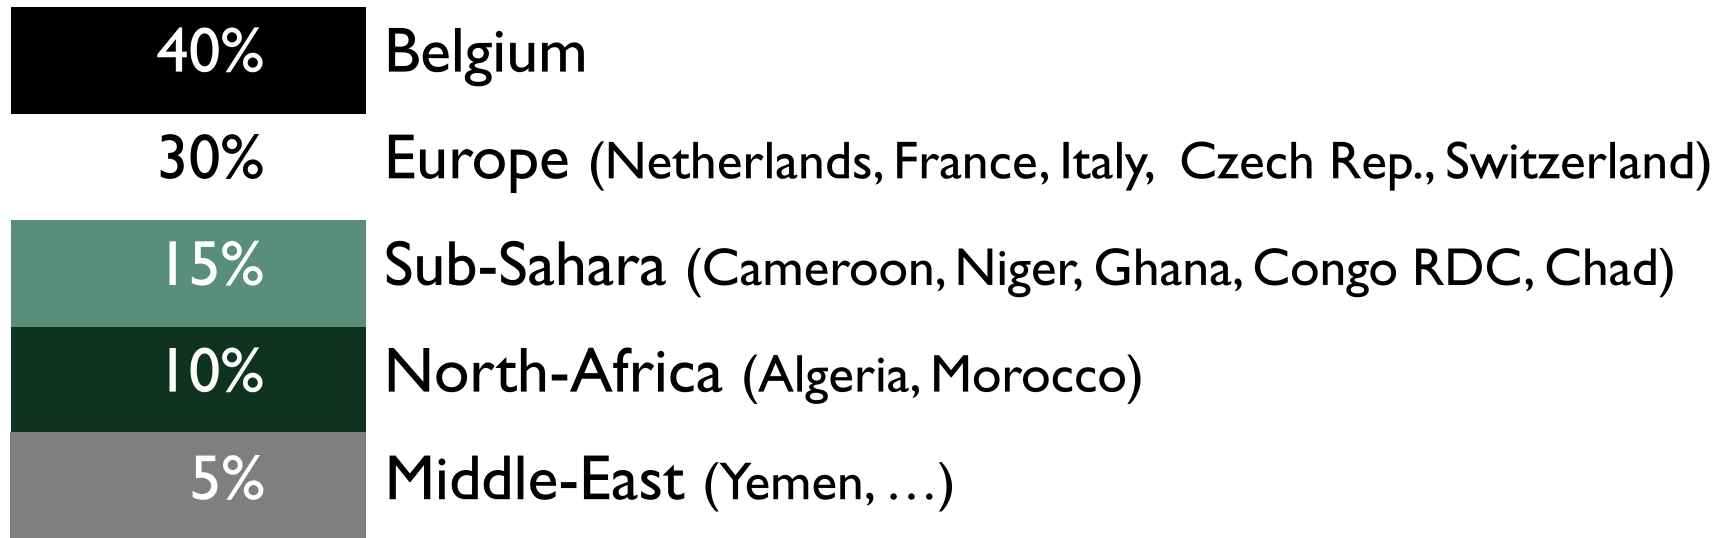 40% Belgium
30% Europe (Netherlands, France, Italy, Czech Rep., Switzerland)
15% Sub-Sahara (Cameroon, Niger, Ghana, Congo RDC, Chad)
10% North-Africa (Algeria, Morocco)
5% Middle-East (Yemen, …)